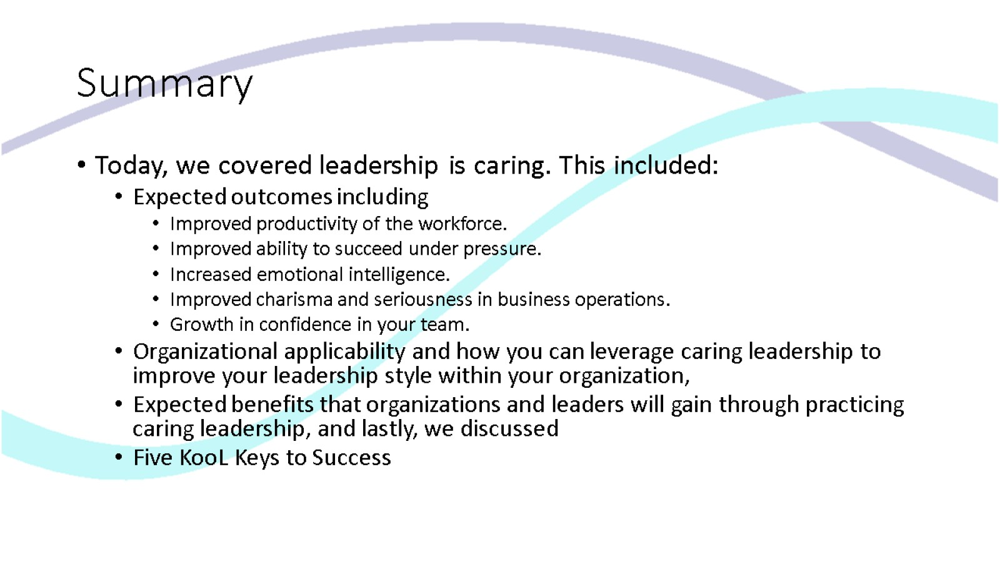 Summary
• Today, we covered leadership is caring. This included:
• Expected outcomes including
• Improved productivity of the workforce.
• Improved ability to succeed under pressure.
• Increased emotional intelligence.
• Improved charisma and seriousness in business operations.
• Growth in confidence in your team.
• Organizational applicability and how you can leverage caring leadership to
improve your leadership style within your organization,
• Expected benefits that organizations and leaders will gain through practicing
caring leadership, and lastly, we discussed
• Five KooL Keys to Success